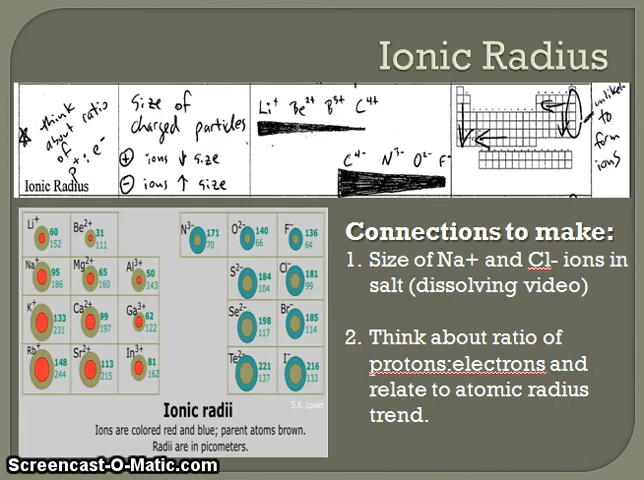 Ionic Radius
* think
about ratio
of
p+ : e-
Ionic Radius
Size of
charged particles
+ ions ↓ size
- ions ↑ size
Li+ Be2+ B3+ C4+
C4- N3- O2- F-
unlikely
to
form
ions
Li+ 60 152
Be2+ 31 111
N3- 171 70
O2- 140 66
F- 136 64
Na+ 95 186
Mg2+ 65 160
Al3+ 50 143
S2- 184 104
Cl- 181 99
K+ 133 231
Ca2+ 99 197
Ga3+ 62 122
Se2- 198 117
Br- 185 114
Rb+ 148 244
Sr2+ 113 215
In3+ 81 162
Te2- 221 137
I- 216 133
Ionic radii
S.K. Lower
Ions are colored red and blue; parent atoms brown.
Radii are in picometers.
Connections to make:
1. Size of Na+ and Cl- ions in
salt (dissolving video)
2. Think about ratio of
protons:electrons and
relate to atomic radius
trend.
Screencast-O-Matic.com